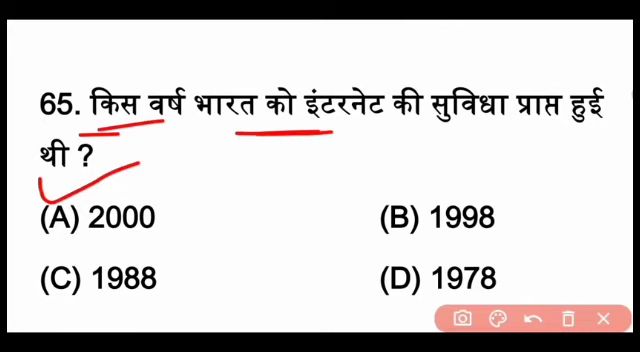 65. किस वर्ष भारत को इंटरनेट की सुविधा प्राप्त हुई
थी ?
(A) 2000 (B) 1998
(C) 1988 (D) 1978